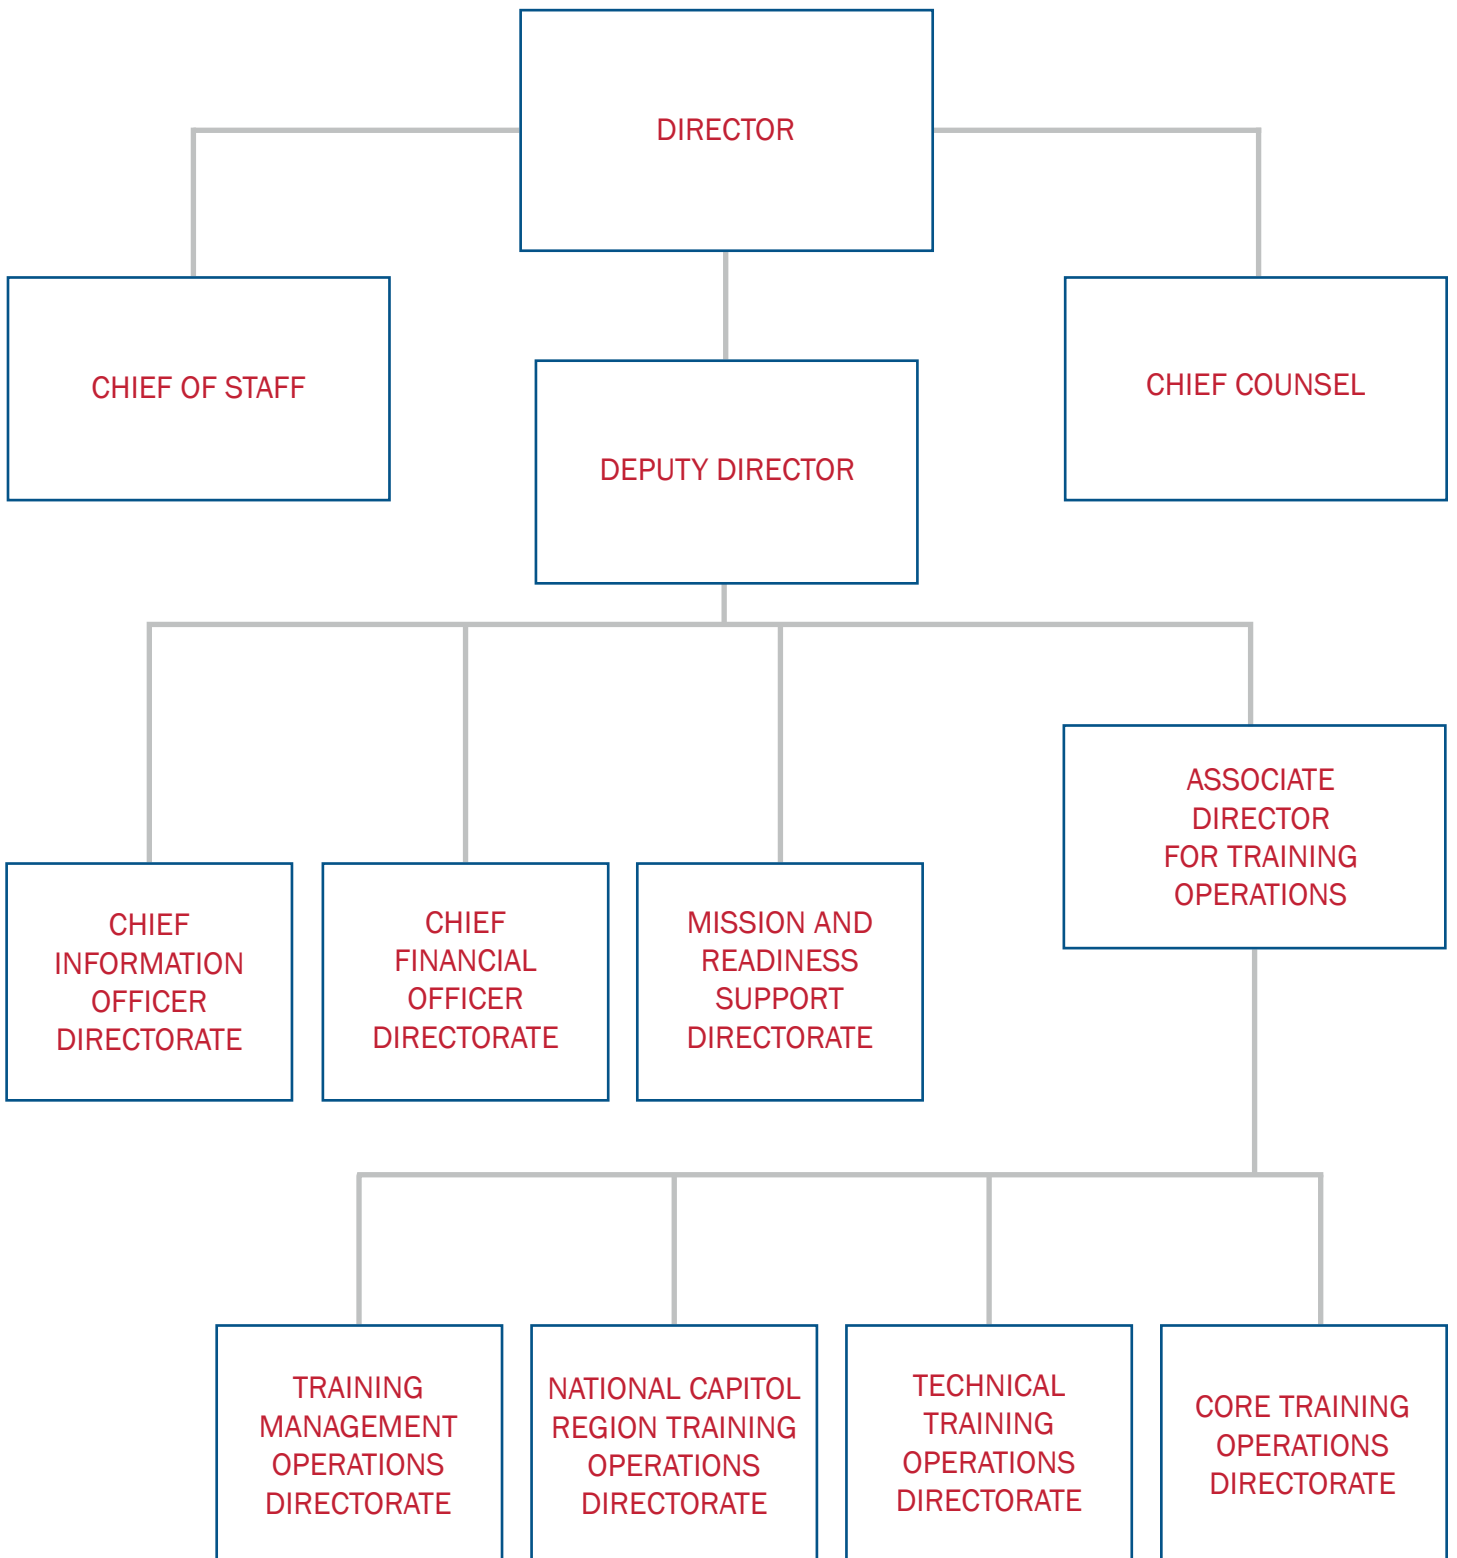 DIRECTOR
CHIEF OF STAFF
CHIEF COUNSEL
DEPUTY DIRECTOR
ASSOCIATE
DIRECTOR
FOR TRAINING
OPERATIONS
CHIEF
INFORMATION
OFFICER
DIRECTORATE
CHIEF
FINANCIAL
OFFICER
DIRECTORATE
MISSION AND
READINESS
SUPPORT
DIRECTORATE
TRAINING
MANAGEMENT
OPERATIONS
DIRECTORATE
NATIONAL CAPITOL
REGION TRAINING
OPERATIONS
DIRECTORATE
TECHNICAL
TRAINING
OPERATIONS
DIRECTORATE
CORE TRAINING
OPERATIONS
DIRECTORATE